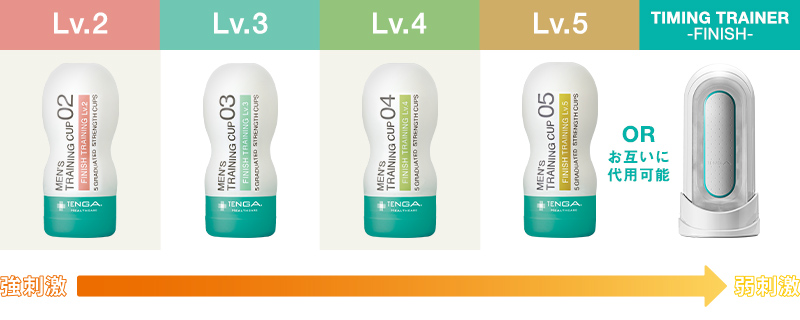 Lv.2
Lv.3
Lv.4
Lv.5
TIMING TRAINER
-FINISH-
MEN'S
TRAINING CUP 02
FINISH TRAINING Lv.2
5 GRADUATED STRENGTH CUPS
TENGA
HEALTHCARE
MEN'S
TRAINING CUP 03
FINISH TRAINING Lv.3
5 GRADUATED STRENGTH CUPS
TENGA
HEALTHCARE
MEN'S
TRAINING CUP 04
FINISH TRAINING Lv.4
5 GRADUATED STRENGTH CUPS
TENGA
HEALTHCARE
MEN'S
TRAINING CUP 05
FINISH TRAINING Lv.5
5 GRADUATED STRENGTH CUPS
TENGA
HEALTHCARE
OR
お互いに
代用可能
強刺激
弱刺激